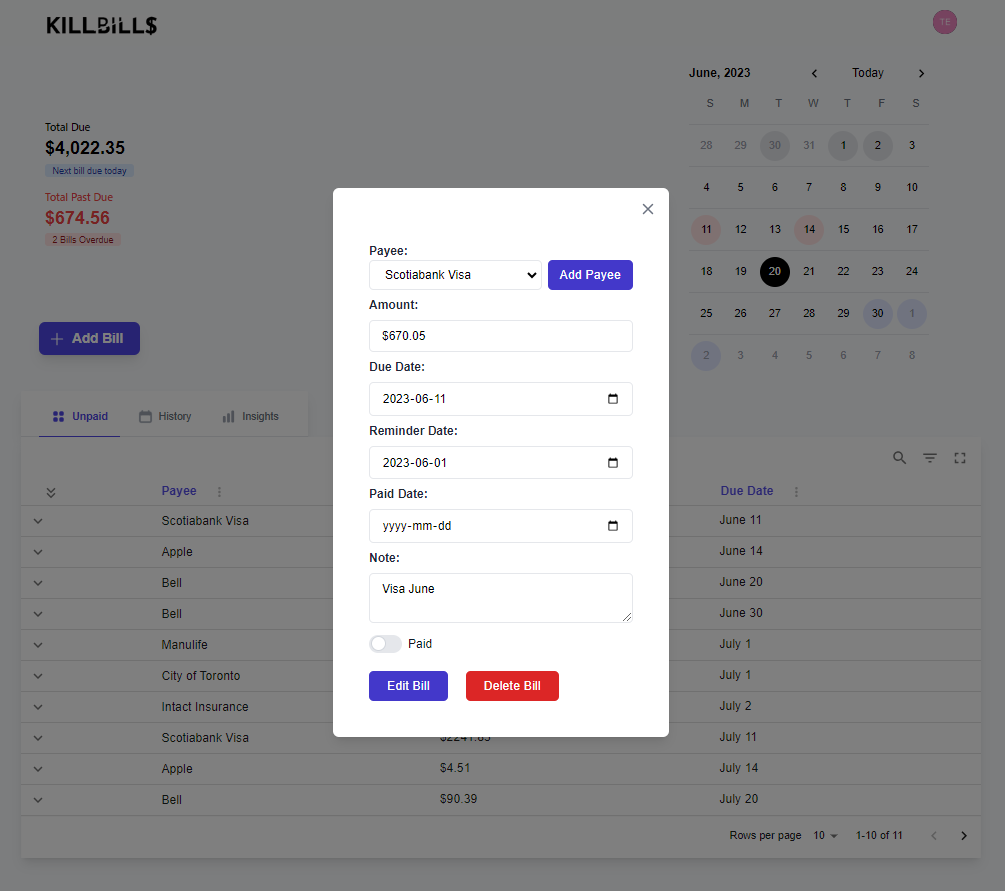 KILLBILL$
TE
June, 2023
Today
S M T W T F S
28 29 30 31 1 2 3
4 5 6 7 8 9 10
11 12 13 14 15 16 17
18 19 20 21 22 23 24
25 26 27 28 29 30 1
2 3 4 5 6 7 8
Total Due
$4,022.35
Next bill due today
Total Past Due
$674.56
2 Bills Overdue
Add Bill
Payee:
Scotiabank Visa
Add Payee
Amount:
$670.05
Due Date:
2023-06-11
Reminder Date:
2023-06-01
Paid Date:
yyyy-mm-dd
Note:
Visa June
Paid
Edit Bill Delete Bill
Unpaid History Insights
Payee Due Date
Scotiabank Visa June 11
Apple June 14
Bell June 20
Bell June 30
Manulife July 1
City of Toronto July 1
Intact Insurance July 2
Scotiabank Visa July 11
Apple $4.51 July 14
Bell $90.39 July 20
Rows per page 10 1-10 of 11